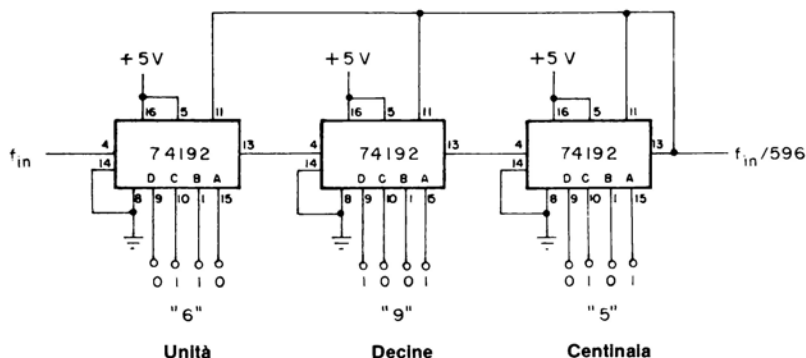 +5V +5V +5V
16 5 11 16 5 11 16 5 11
f_in 4 74192 13 4 74192 13 4 74192 13 f_in/596
14 14 14
D C B A D C B A D C B A
8 9 10 1 15 8 9 10 1 15 8 9 10 1 15
0 1 1 0 1 0 0 1 0 1 0 1
"6" "9" "5"
Unità Decine Centinaia